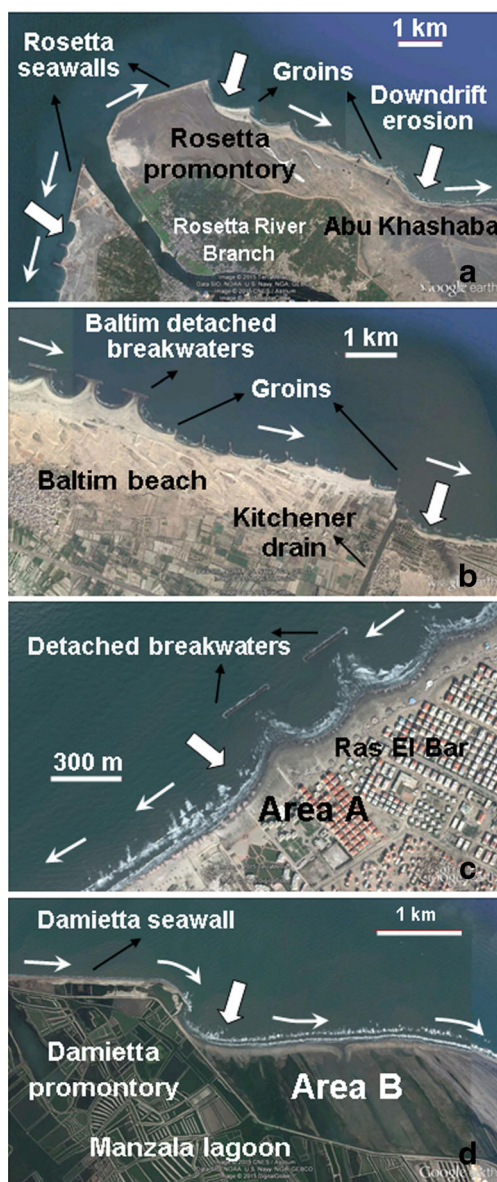 1 km
Rosetta
seawalls
Groins
Downdrift
erosion
Rosetta
promontory
Rosetta River
Branch
Abu Khashaba
Google earth
a
Baltim detached
breakwaters
1 km
Groins
Baltim beach
Kitchener
drain
b
Detached breakwaters
300 m
Ras El Bar
Area A
c
Damietta seawall
1 km
Damietta
promontory
Area B
Manzala lagoon
Google earth
d